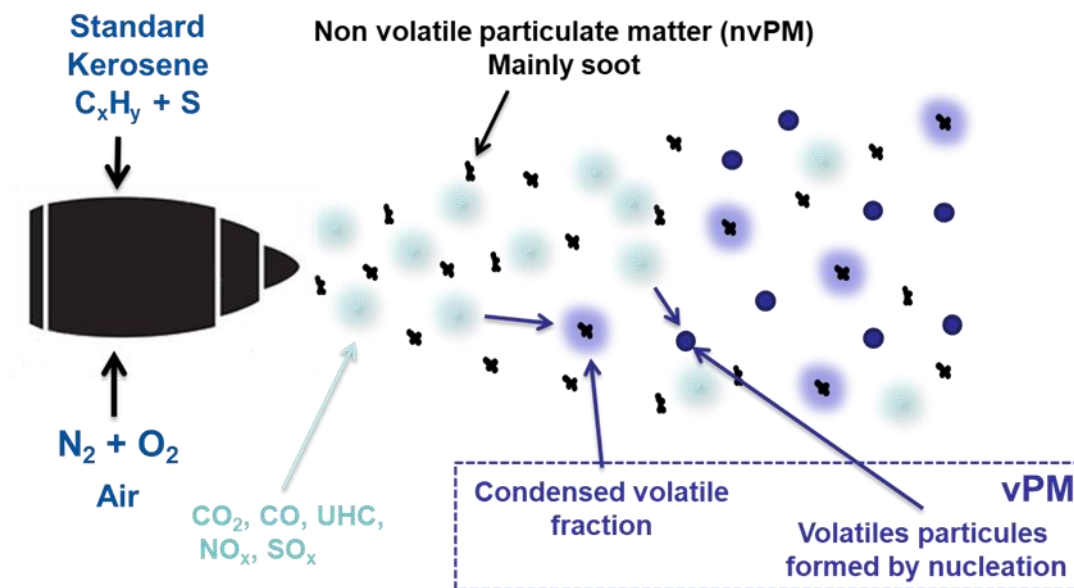 Standard
Kerosene
CₓHᵧ + S
Non volatile particulate matter (nvPM)
Mainly soot
N₂ + O₂
Air
CO₂, CO, UHC,
NOₓ, SOₓ
Condensed volatile
fraction
vPM
Volatiles particules
formed by nucleation